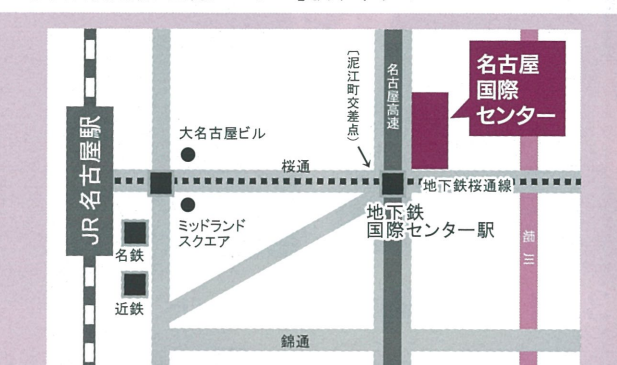 名古屋
国際
センター
名古屋高速
(泥江町交差点)
大名古屋ビル
桜通
JR名古屋駅
地下鉄桜通線
地下鉄
国際センター駅
ミッドランド
スクエア
名鉄
近鉄
錦通